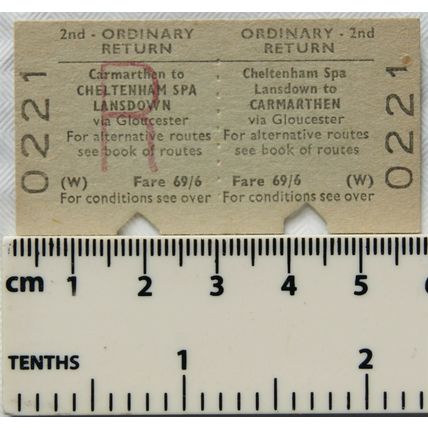 2nd - ORDINARY
RETURN
Carmarthen to
CHELTENHAM SPA
LANSDOWN
via Gloucester
For alternative routes
see book of routes
(W) Fare 69/6
For conditions see over
0221
R
ORDINARY - 2nd
RETURN
Cheltenham Spa
Lansdown to
CARMARTHEN
via Gloucester
For alternative routes
see book of routes
Fare 69/6 (W)
For conditions see over
0221
cm 1 2 3 4 5 6
TENTHS 1 2